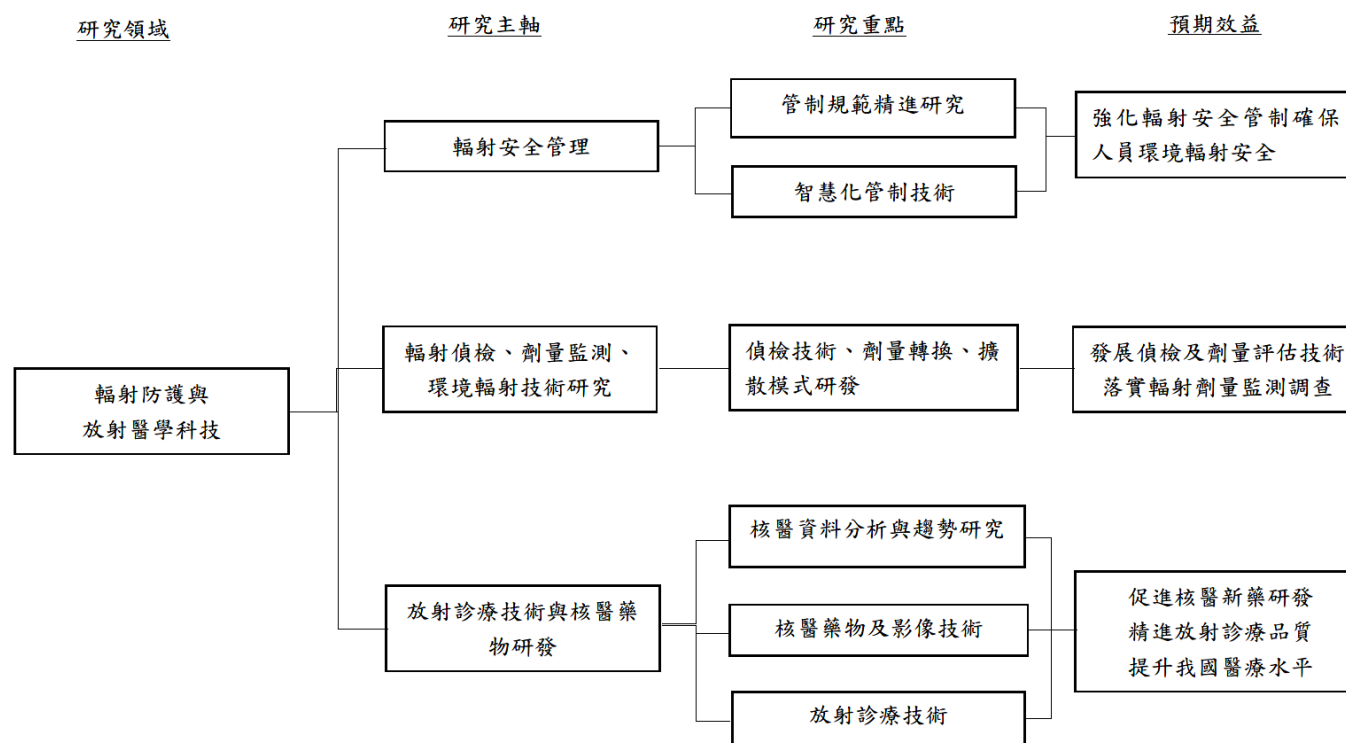 研究領域
研究主軸
研究重點
預期效益
輻射防護與
放射醫學科技
輻射安全管理
管制規範精進研究
智慧化管制技術
強化輻射安全管制確保
人員環境輻射安全
輻射偵檢、劑量監測、
環境輻射技術研究
偵檢技術、劑量轉換、擴
散模式研發
發展偵檢及劑量評估技術
落實輻射劑量監測調查
放射診療技術與核醫藥
物研發
核醫資料分析與趨勢研究
核醫藥物及影像技術
放射診療技術
促進核醫新藥研發
精進放射診療品質
提升我國醫療水平